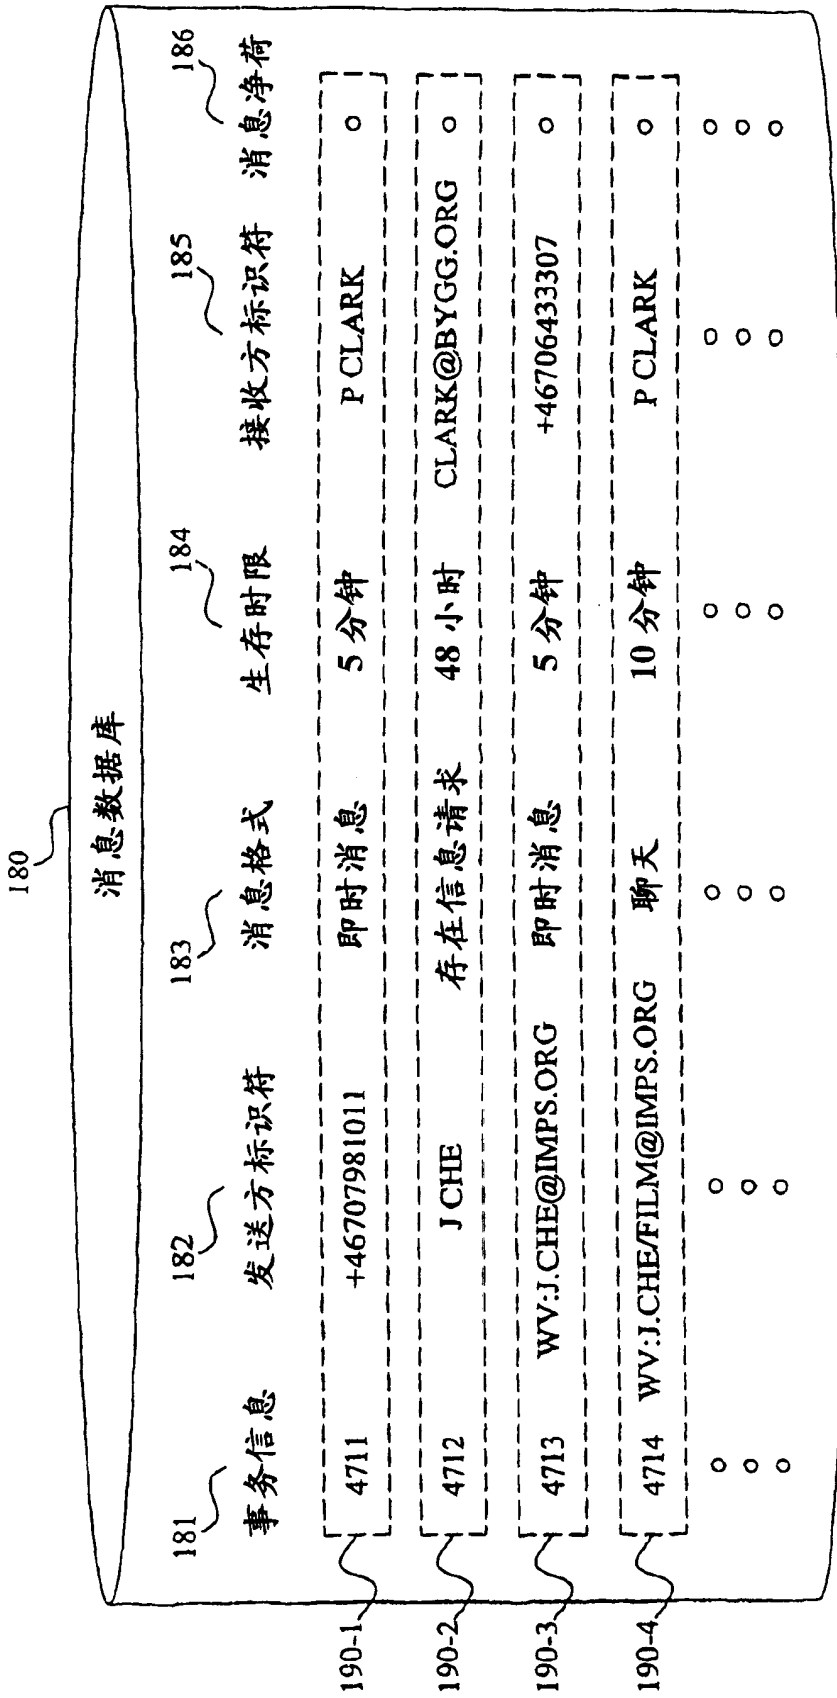 180
消息数据库
181 182 183 184 185 186
事务信息 发送方标识符 消息格式 生存时限 接收方标识符 消息净荷
190-1 4711 +46707981011 即时消息 5 分钟 P CLARK
190-2 4712 J CHE 存在信息请求 48 小时 CLARK@BYGG.ORG
190-3 4713 WV:J.CHE@IMPS.ORG 即时消息 5 分钟 +46706433307
190-4 4714 WV:J.CHE/FILM@IMPS.ORG 聊天 10 分钟 P CLARK